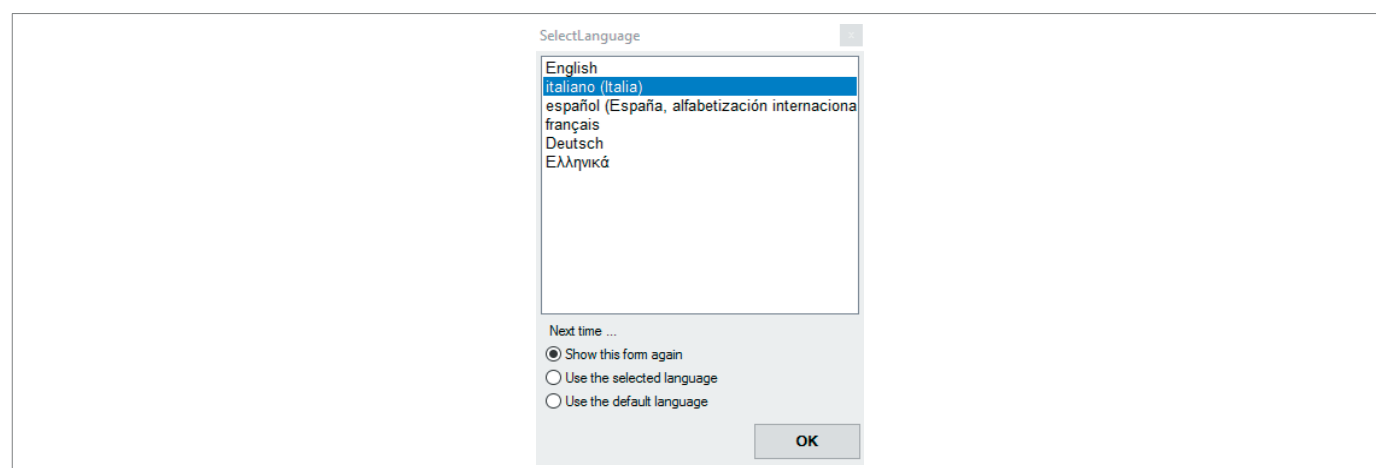 SelectLanguage
x
English
italiano (Italia)
español (España, alfabetización internaciona
français
Deutsch
Ελληνικά
Next time ...
Show this form again
Use the selected language
Use the default language
OK